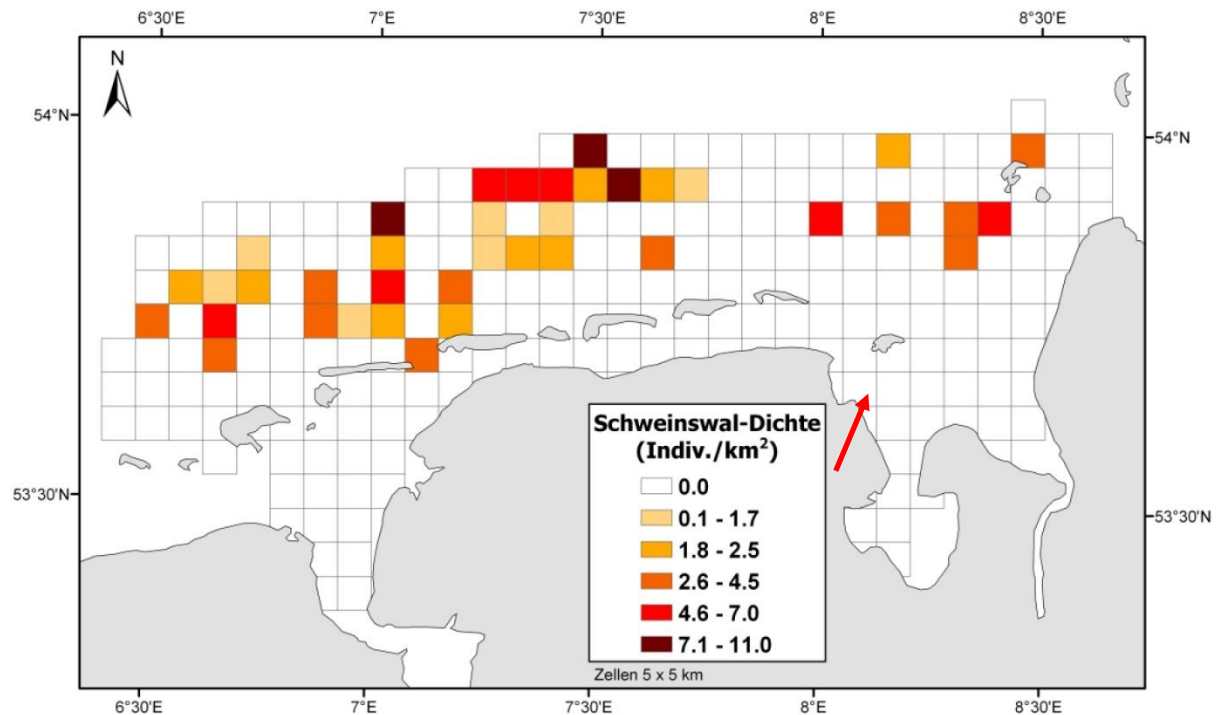 6°30'E 7°E 7°30'E 8°E 8°30'E
N
54°N 54°N
Schweinswal-Dichte
(Indiv./km²)
0.0
0.1 - 1.7
1.8 - 2.5
2.6 - 4.5
4.6 - 7.0
7.1 - 11.0
53°30'N 53°30'N
Zellen 5 x 5 km
6°30'E 7°E 7°30'E 8°E 8°30'E